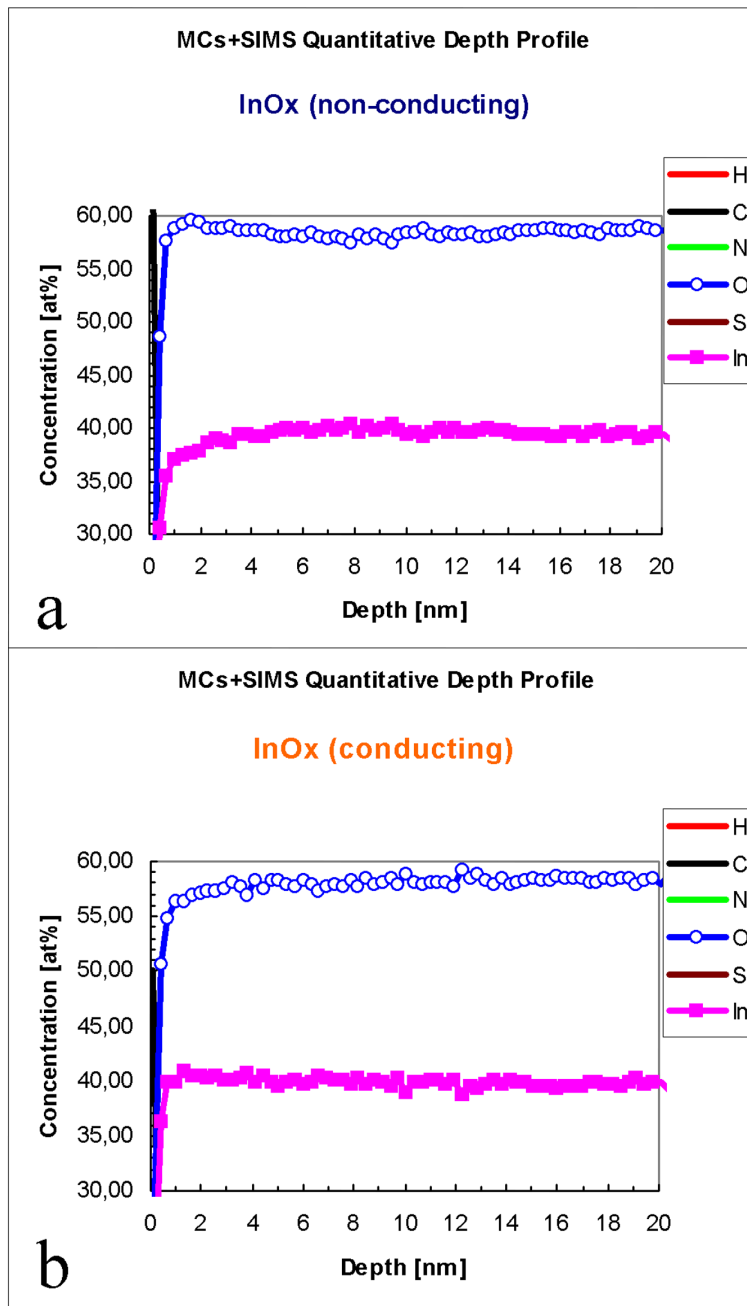 MCs+SIMS Quantitative Depth Profile
InOx (non-conducting)
H
C
N
O
S
In
Concentration [at%]
60,00
55,00
50,00
45,00
40,00
35,00
30,00
0 2 4 6 8 10 12 14 16 18 20
Depth [nm]
a
MCs+SIMS Quantitative Depth Profile
InOx (conducting)
H
C
N
O
S
In
Concentration [at%]
60,00
55,00
50,00
45,00
40,00
35,00
30,00
0 2 4 6 8 10 12 14 16 18 20
Depth [nm]
b